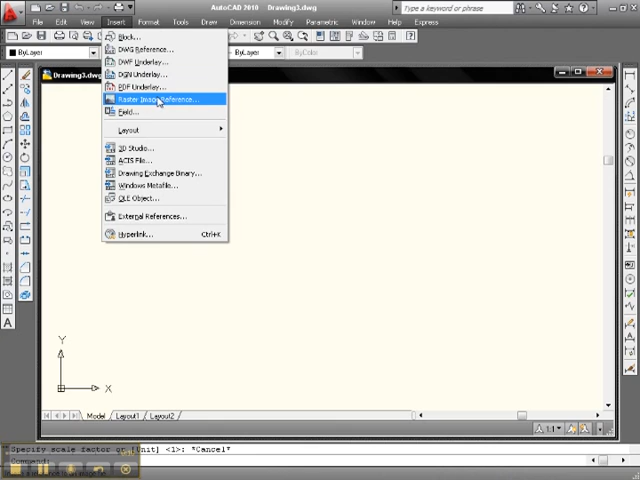 AutoCAD 2010 Drawing3.dwg
Type a keyword or phrase
Edit View Insert Format Tools Draw Dimension Modify Parametric Window Help Express
ByLayer ByLayer ByColor
Drawing3.dwg
Block...
DWG Reference...
DWF Underlay...
DGN Underlay...
PDF Underlay...
Raster Image Reference...
Field...
Layout
3D Studio...
ACIS File...
Drawing Exchange Binary...
Windows Metafile...
OLE Object...
External References...
Hyperlink... Ctrl+K
Y
X
Model Layout1 Layout2
1:1
Specify scale factor or [Unit] <1>: *Cancel*
Command: